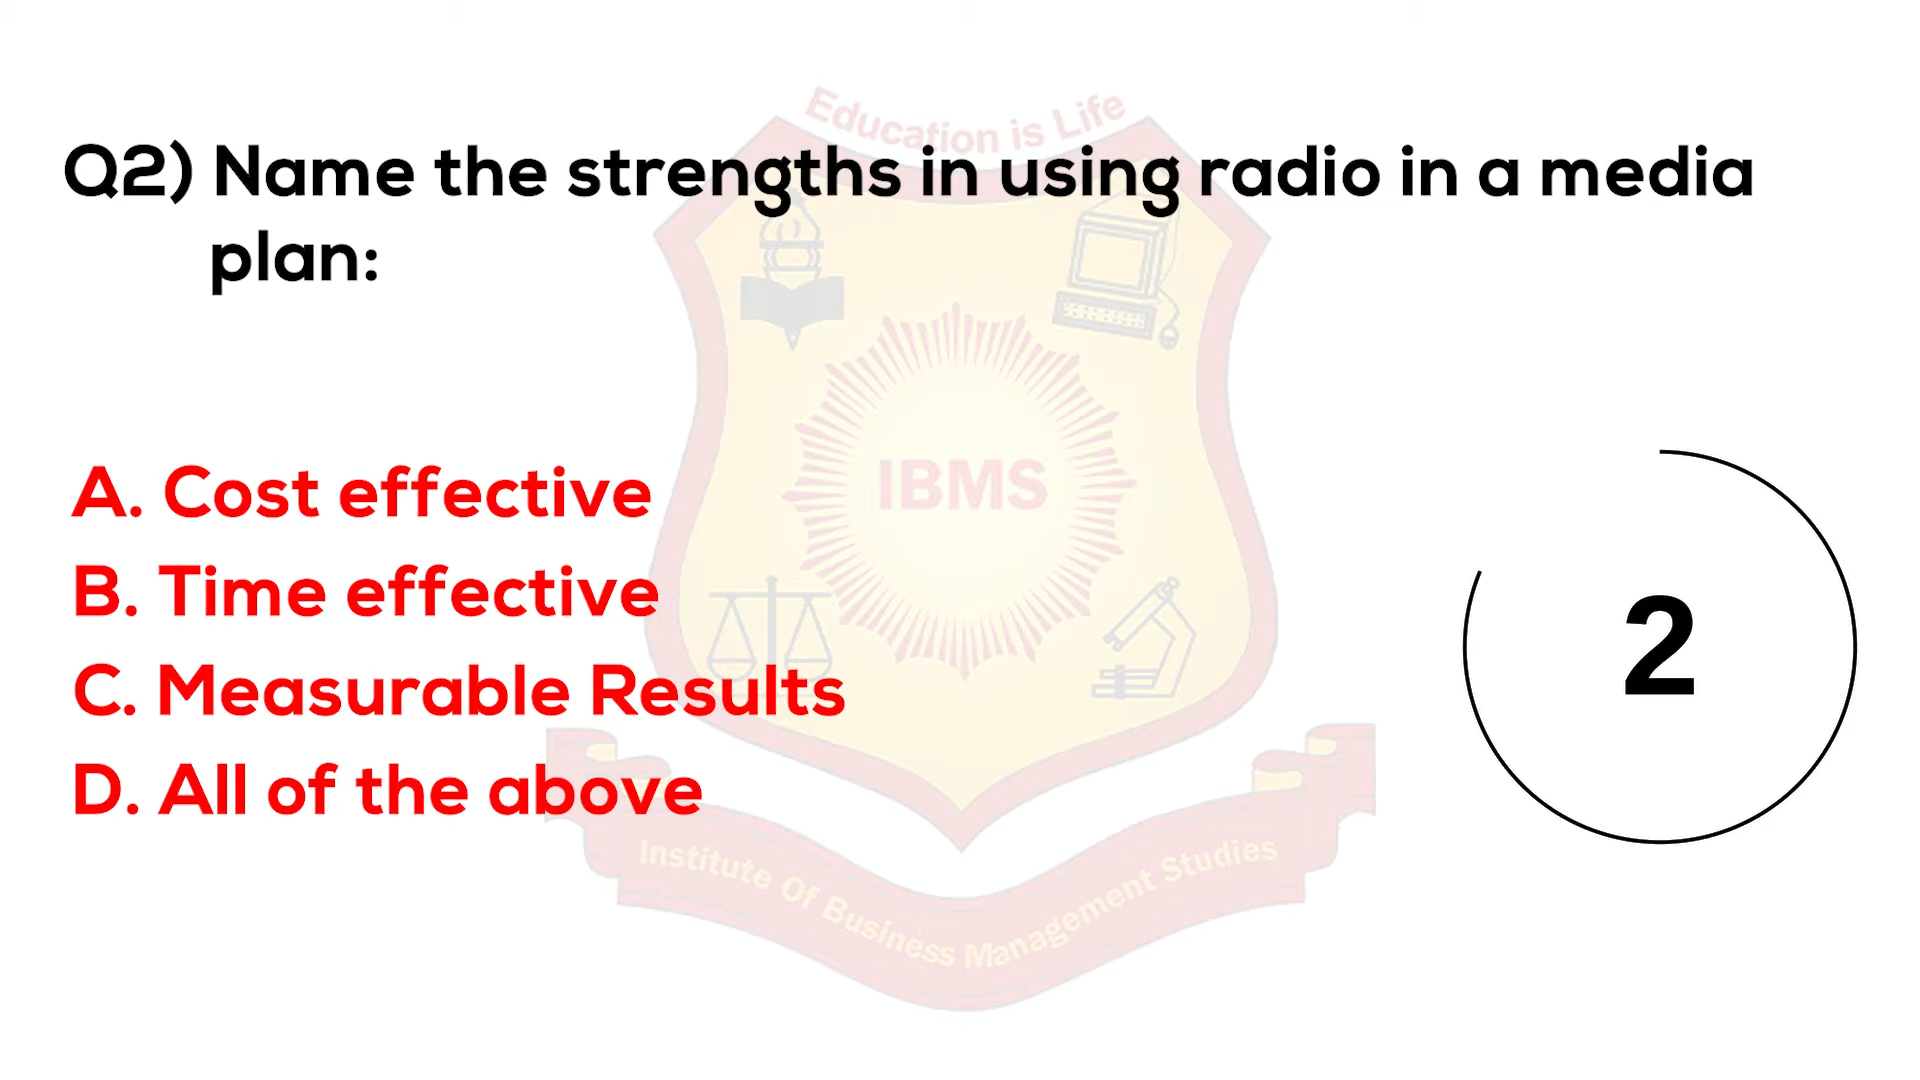 Education is Life
Q2) Name the strengths in using radio in a media
plan:
IBMS
A. Cost effective
B. Time effective
C. Measurable Results
D. All of the above
2
Institute Of Business Management Studies